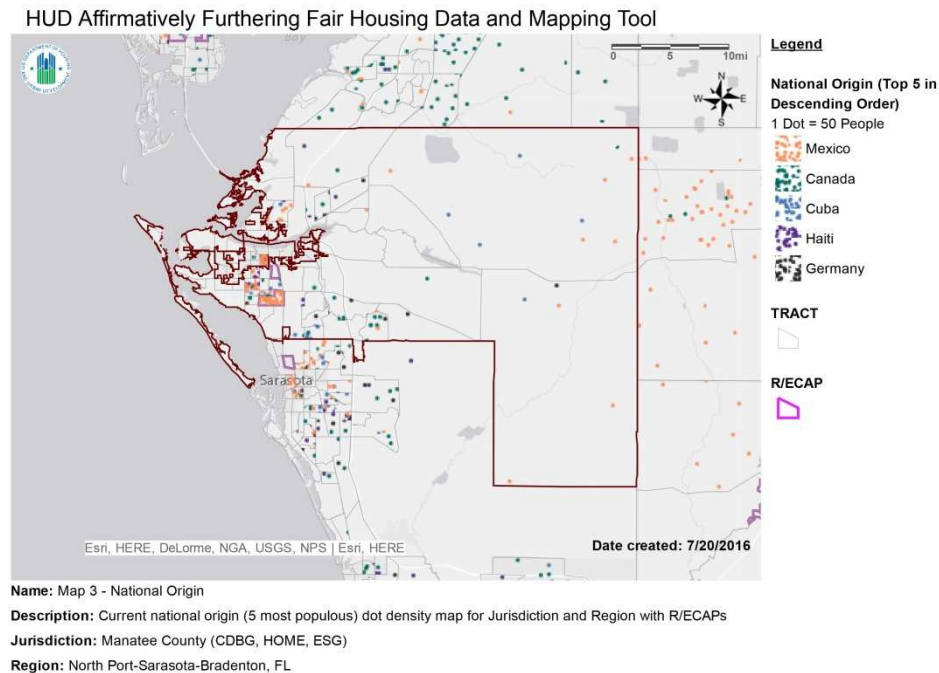 HUD Affirmatively Furthering Fair Housing Data and Mapping Tool
0 5 10mi
N
W E
S
Sarasota
Esri, HERE, DeLorme, NGA, USGS, NPS | Esri, HERE
Date created: 7/20/2016
Legend
National Origin (Top 5 in
Descending Order)
1 Dot = 50 People
Mexico
Canada
Cuba
Haiti
Germany
TRACT
R/ECAP
Name: Map 3 - National Origin
Description: Current national origin (5 most populous) dot density map for Jurisdiction and Region with R/ECAPs
Jurisdiction: Manatee County (CDBG, HOME, ESG)
Region: North Port-Sarasota-Bradenton, FL